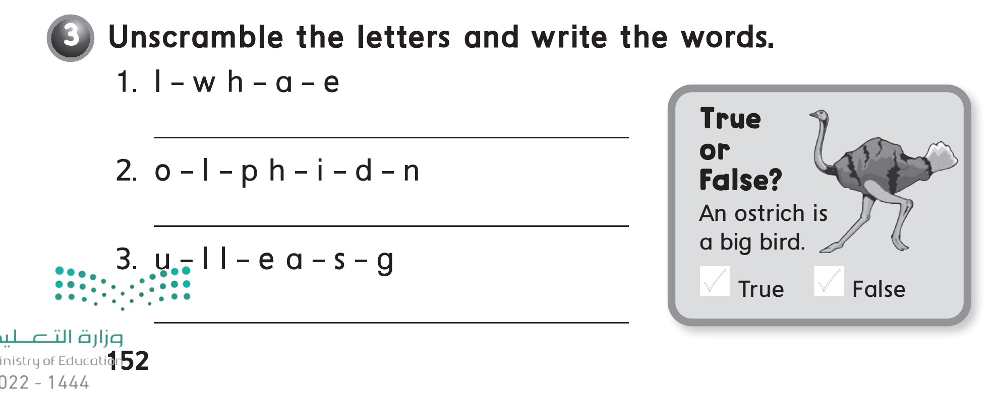 3 Unscramble the letters and write the words.
1. l – w h – a – e
2. o – l – p h – i – d – n
3. u – l l – e a – s – g
True
or
False?
An ostrich is
a big bird.
True False
وزارة
inistry of Education
152
022 - 1444